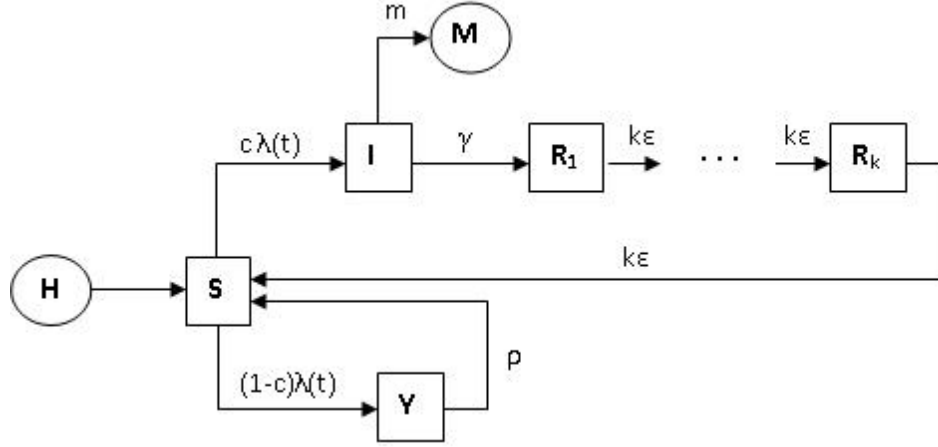 m
M
cλ(t)
I
γ
R₁
kε
. . .
kε
Rₖ
kε
H
S
ρ
(1-c)λ(t)
Y